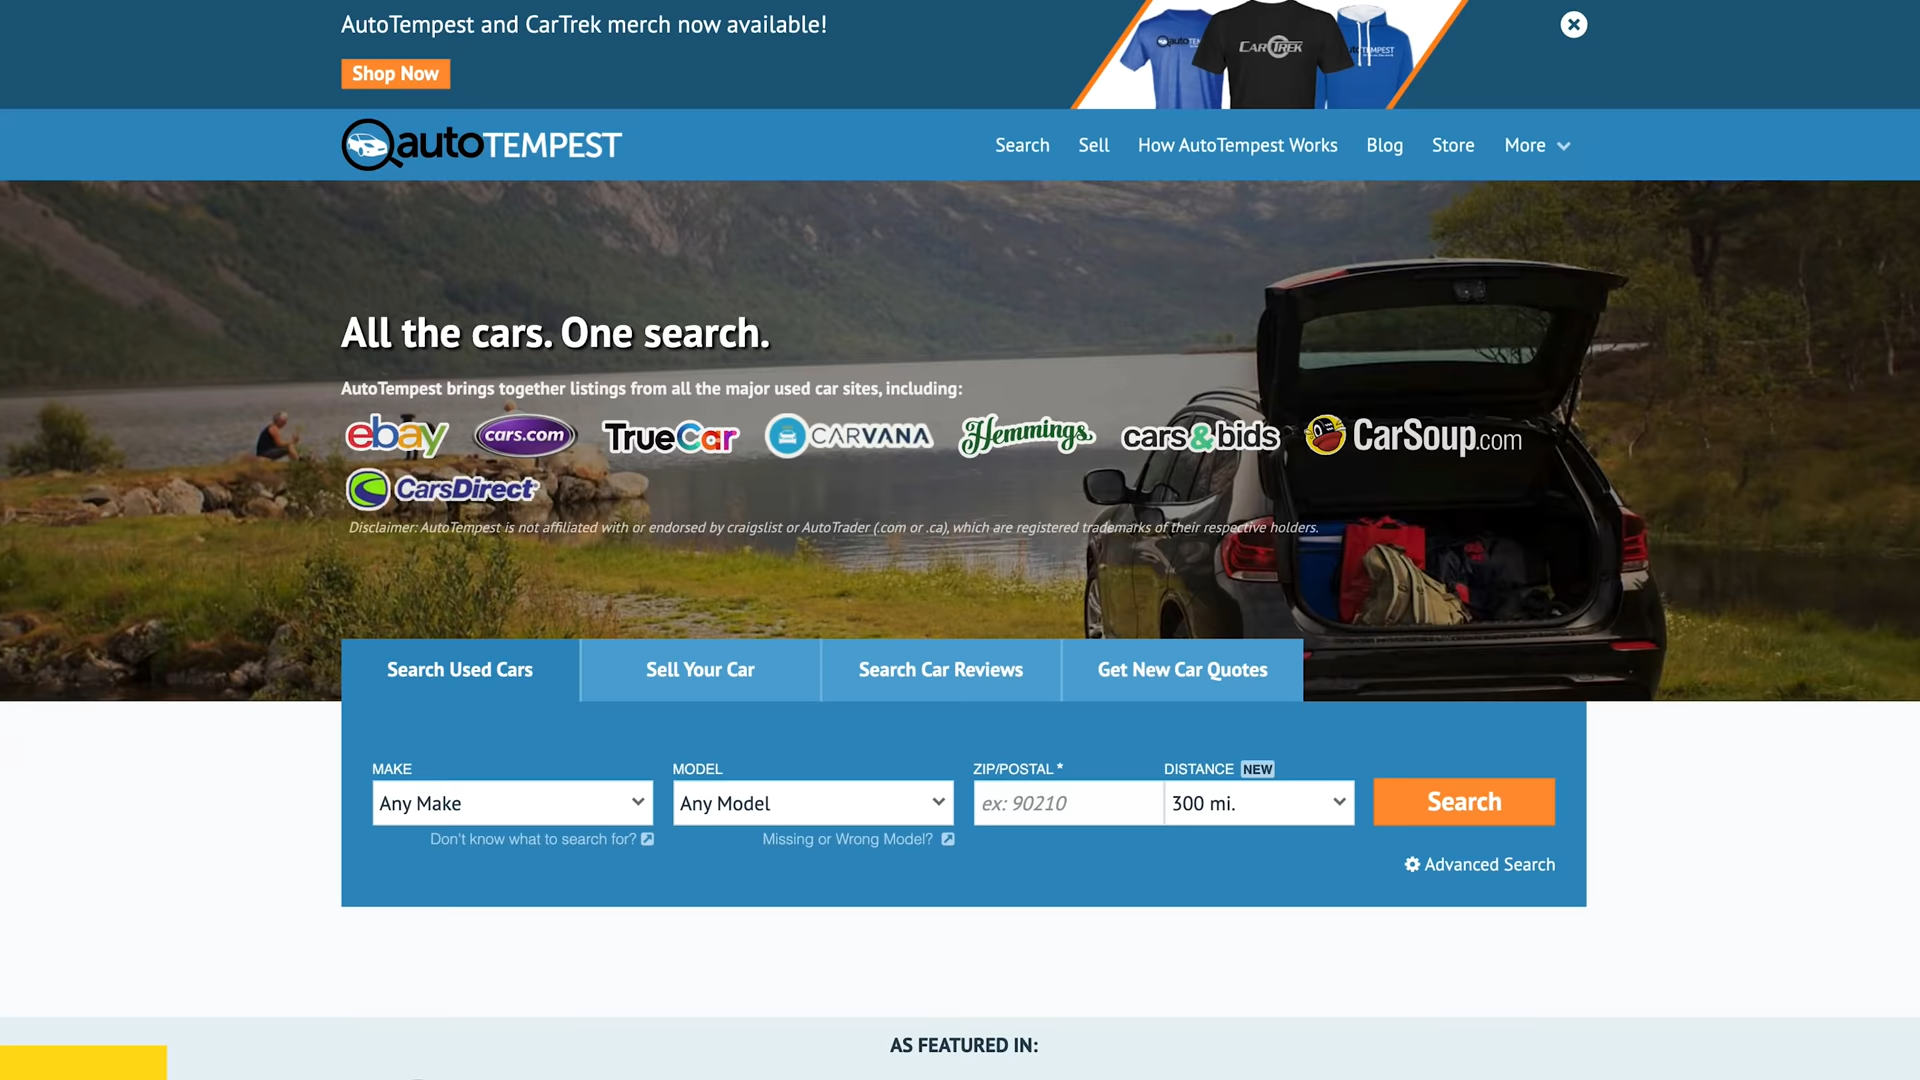 AutoTempest and CarTrek merch now available!
Shop Now
CARTREK
autoTEMPEST
Search
Sell
How AutoTempest Works
Blog
Store
More
All the cars. One search.
AutoTempest brings together listings from all the major used car sites, including:
ebay
cars.com
TrueCar
CARVANA
Hemmings
cars&bids
CarSoup.com
CarsDirect
Disclaimer: AutoTempest is not affiliated with or endorsed by craigslist or AutoTrader (.com or .ca), which are registered trademarks of their respective holders.
Search Used Cars
Sell Your Car
Search Car Reviews
Get New Car Quotes
MAKE
MODEL
ZIP/POSTAL *
DISTANCE NEW
Any Make
Any Model
ex: 90210
300 mi.
Search
Don't know what to search for?
Missing or Wrong Model?
Advanced Search
AS FEATURED IN: